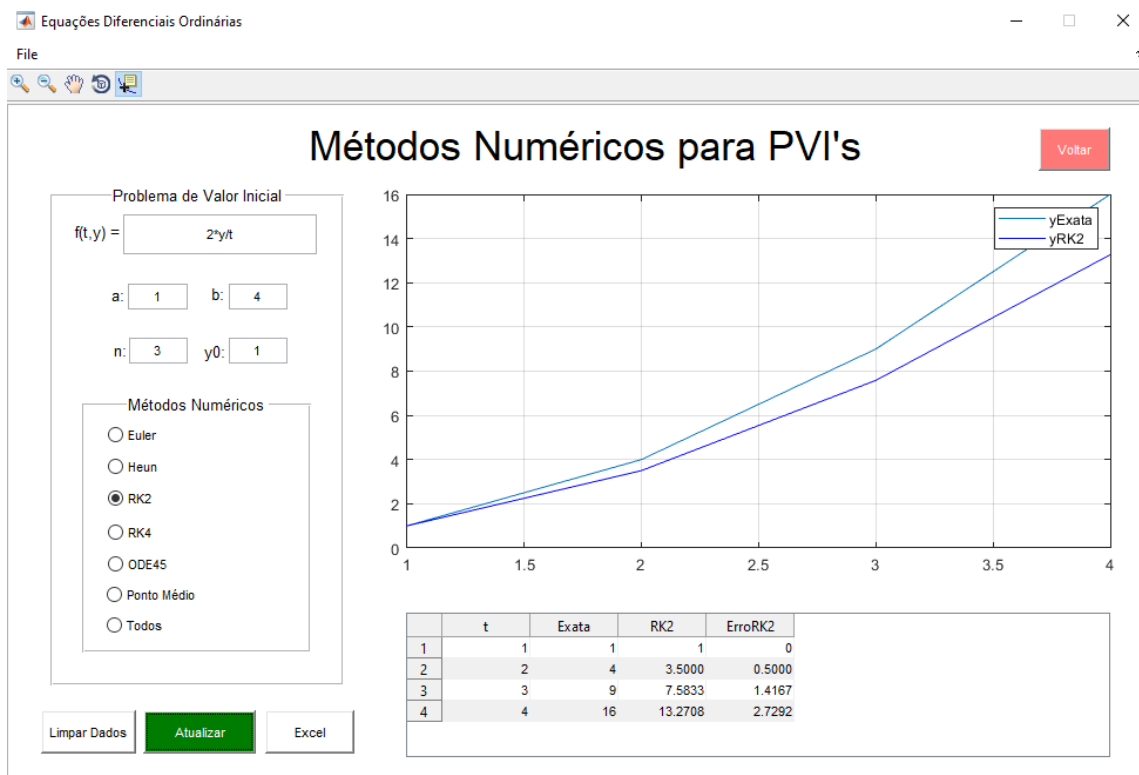 Equações Diferenciais Ordinárias
File
Métodos Numéricos para PVI's
Voltar
Problema de Valor Inicial
f(t,y) = 2*y/t
a: 1 b: 4
n: 3 y0: 1
Métodos Numéricos
Euler
Heun
RK2
RK4
ODE45
Ponto Médio
Todos
Limpar Dados Atualizar Excel
16
14
12
10
8
6
4
2
0
1 1.5 2 2.5 3 3.5 4
yExata
yRK2
t Exata RK2 ErroRK2
1 1 1 1 0
2 2 4 3.5000 0.5000
3 3 9 7.5833 1.4167
4 4 16 13.2708 2.7292